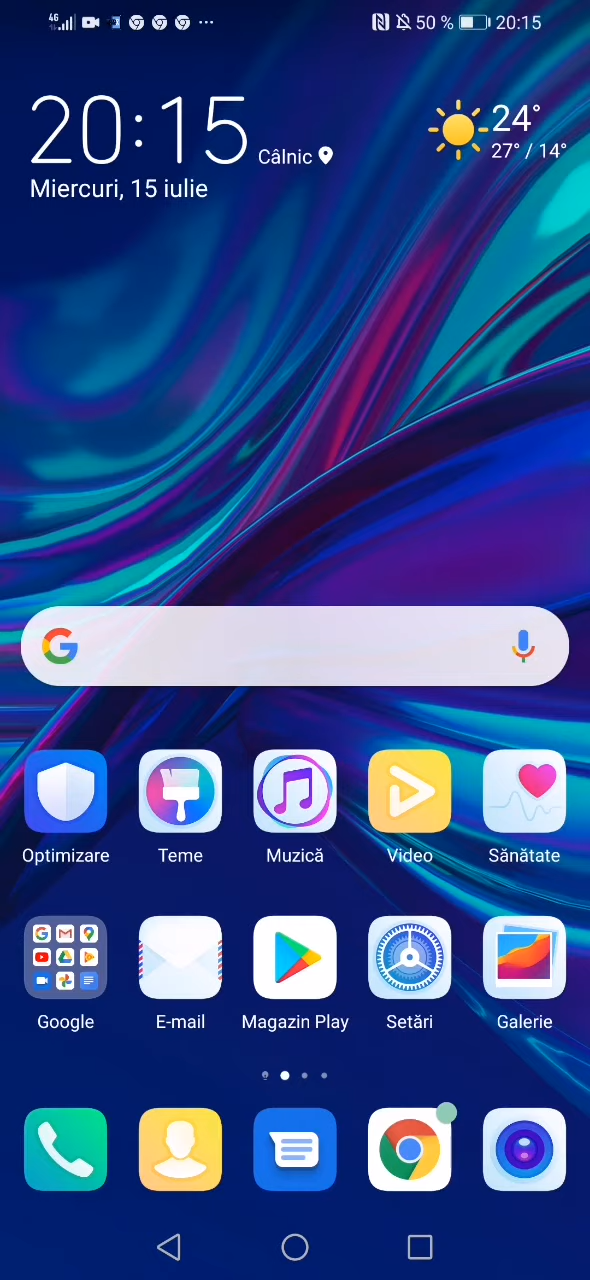 4G 50 % 20:15
20:15 Câlnic 24°
27° / 14°
Miercuri, 15 iulie
Optimizare Teme Muzică Video Sănătate
Google E-mail Magazin Play Setări Galerie